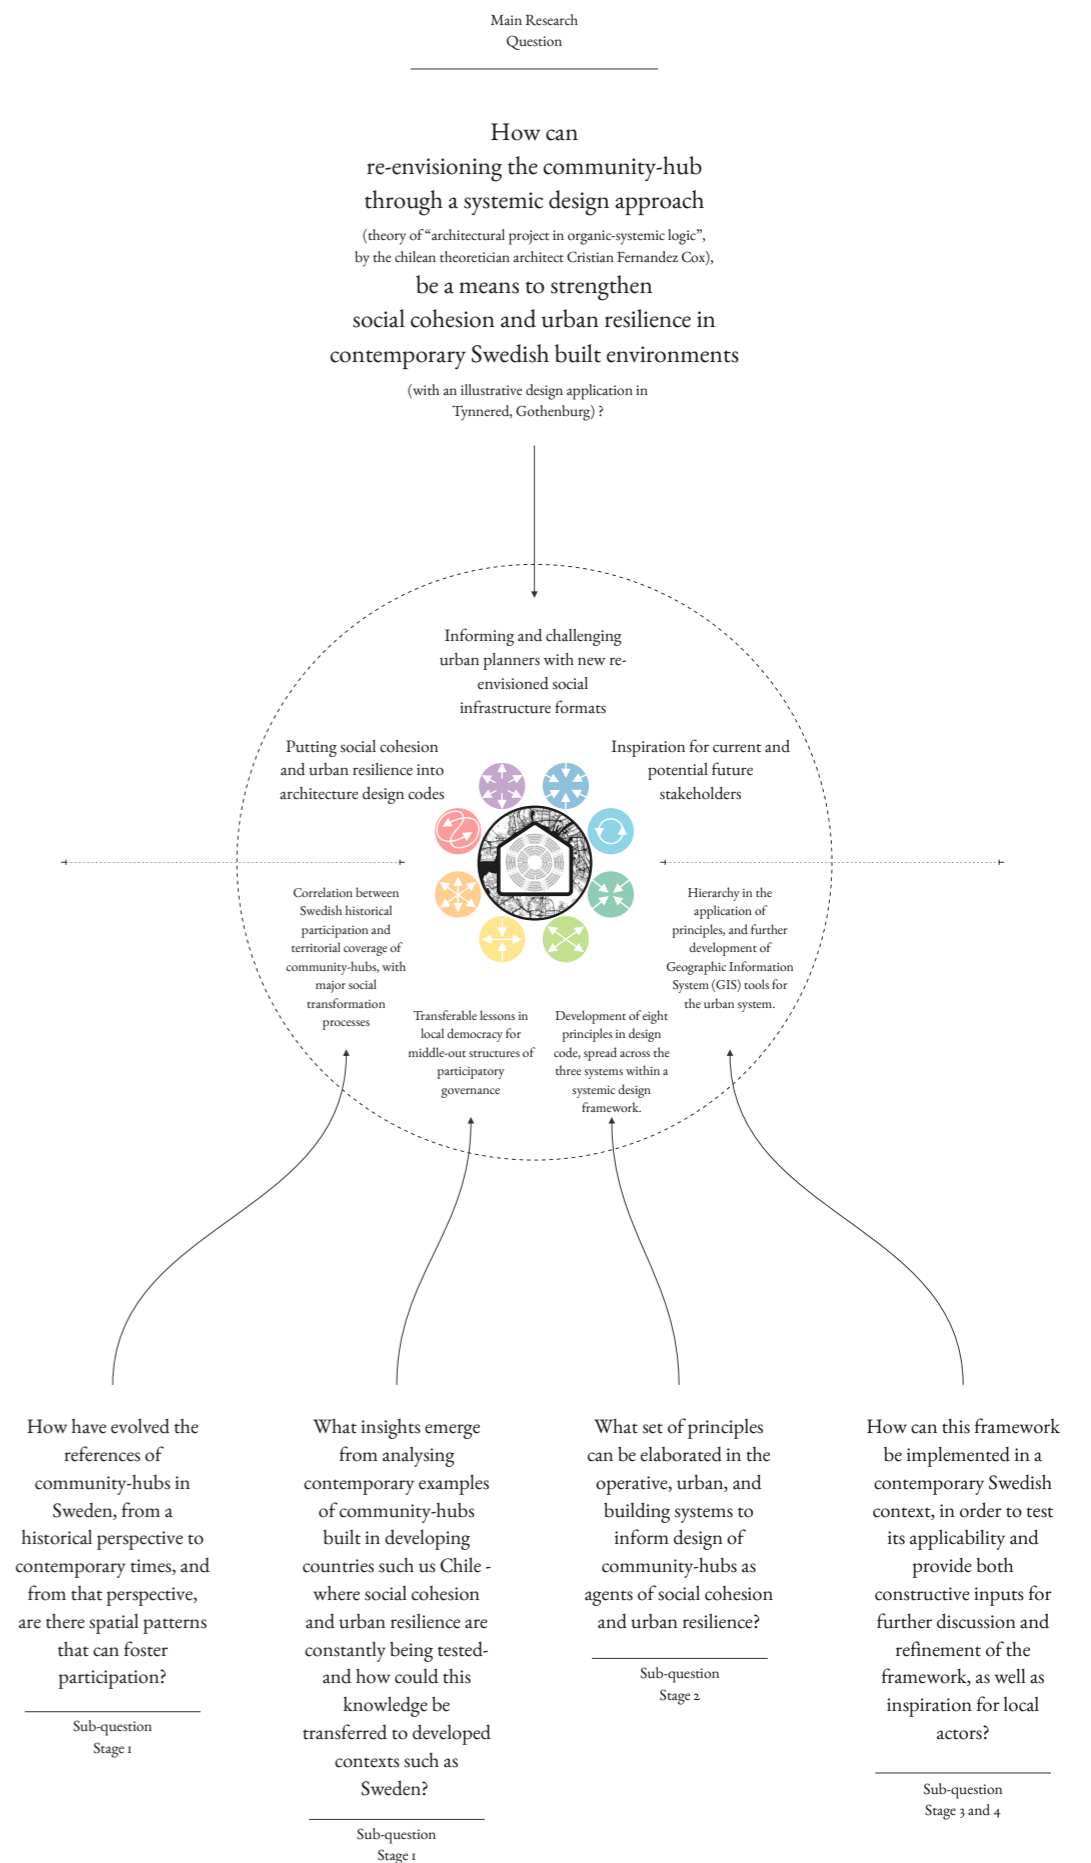 Main Research
Question
How can
re-envisioning the community-hub
through a systemic design approach
(theory of “architectural project in organic-systemic logic”,
by the chilean theoretician architect Cristian Fernandez Cox),
be a means to strengthen
social cohesion and urban resilience in
contemporary Swedish built environments
(with an illustrative design application in
Tynnered, Gothenburg) ?
Informing and challenging
urban planners with new re-
envisioned social
infrastructure formats
Putting social cohesion
and urban resilience into
architecture design codes
Inspiration for current and
potential future
stakeholders
Correlation between
Swedish historical
participation and
territorial coverage of
community-hubs, with
major social
transformation
processes
Transferable lessons in
local democracy for
middle-out structures of
participatory
governance
Development of eight
principles in design
code, spread across the
three systems within a
systemic design
framework.
Hierarchy in the
application of
principles, and further
development of
Geographic Information
System (GIS) tools for
the urban system.
How have evolved the
references of
community-hubs in
Sweden, from a
historical perspective to
contemporary times, and
from that perspective,
are there spatial patterns
that can foster
participation?
Sub-question
Stage 1
What insights emerge
from analysing
contemporary examples
of community-hubs
built in developing
countries such us Chile -
where social cohesion
and urban resilience are
constantly being tested-
and how could this
knowledge be
transferred to developed
contexts such as
Sweden?
Sub-question
Stage 1
What set of principles
can be elaborated in the
operative, urban, and
building systems to
inform design of
community-hubs as
agents of social cohesion
and urban resilience?
Sub-question
Stage 2
How can this framework
be implemented in a
contemporary Swedish
context, in order to test
its applicability and
provide both
constructive inputs for
further discussion and
refinement of the
framework, as well as
inspiration for local
actors?
Sub-question
Stage 3 and 4